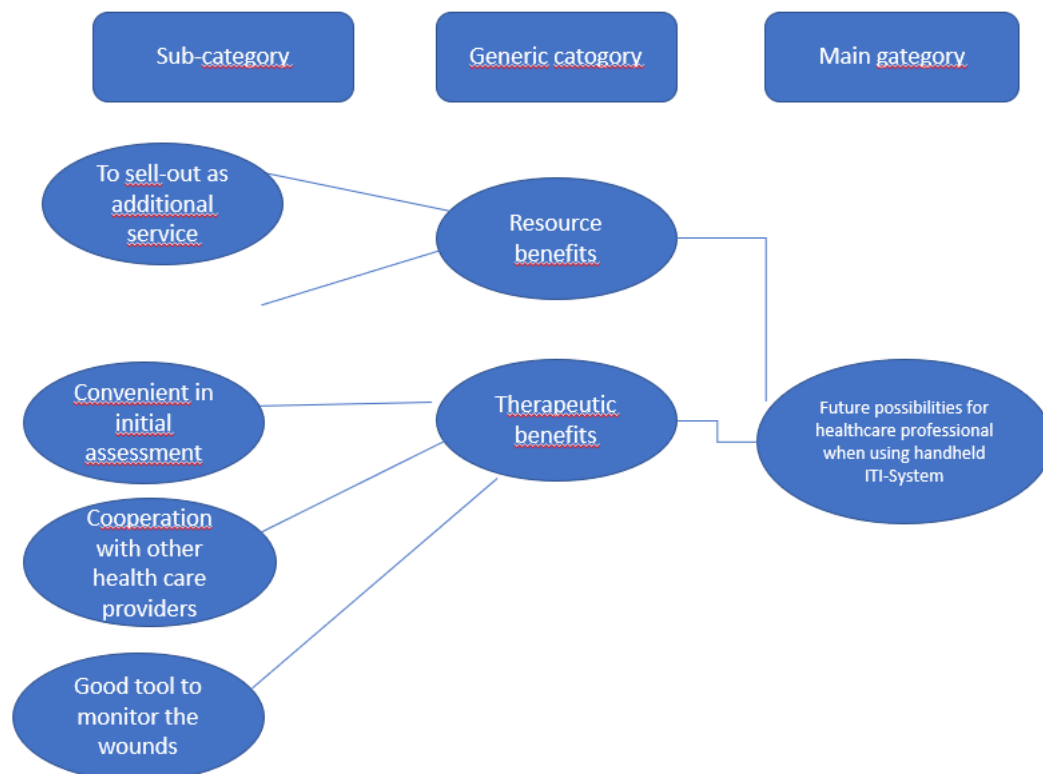 Sub-category
Generic catogory
Main gategory
To sell-out as
additional
service
Resource
benefits
Convenient in
initial
assessment
Therapeutic
benefits
Future possibilities for
healthcare professional
when using handheld
ITI-System
Cooperation
with other
health care
providers
Good tool to
monitor the
wounds